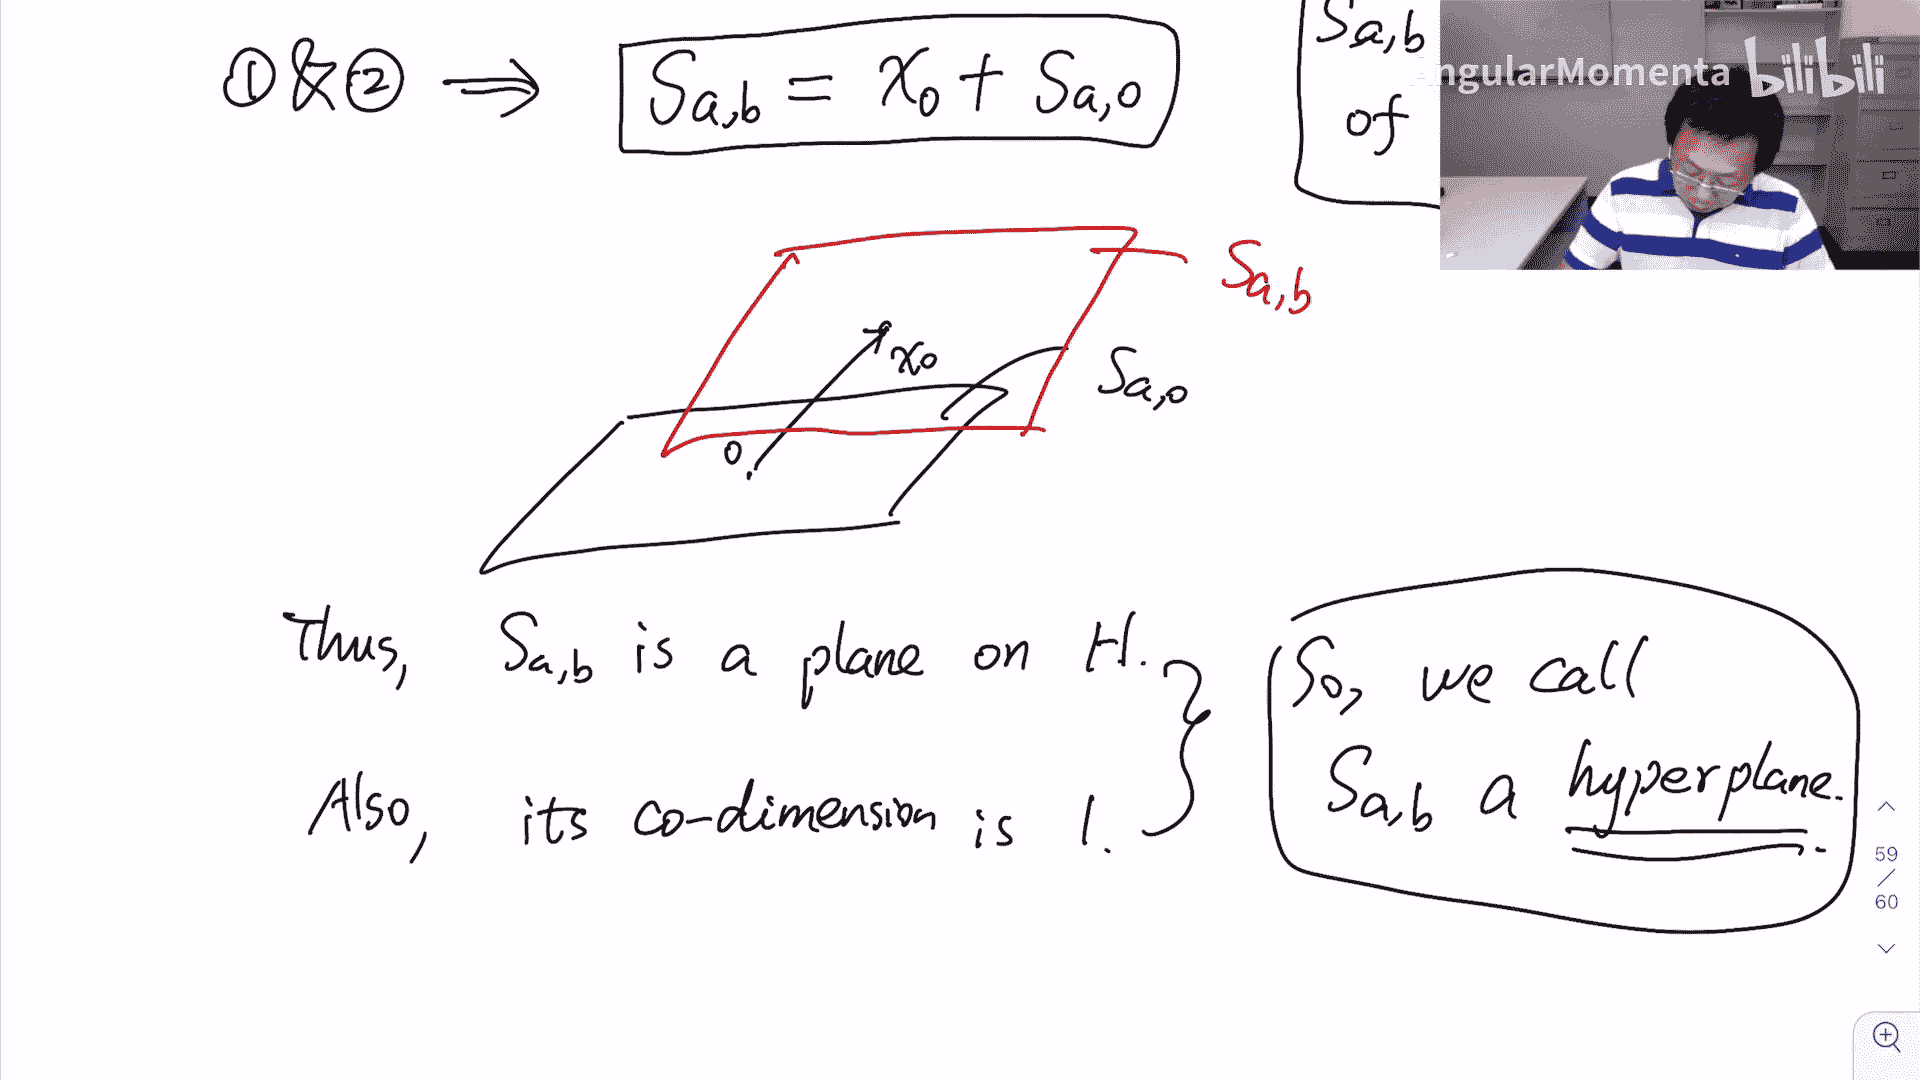 ①&② ⟹ Sa,b = x0 + Sa,0
Sa,b
of
ngularMomenta bilibili
Sa,b
x0
Sa,0
0
Thus, Sa,b is a plane on H.
Also, its co-dimension is 1.
So, we call
Sa,b a hyperplane.
59
/
60